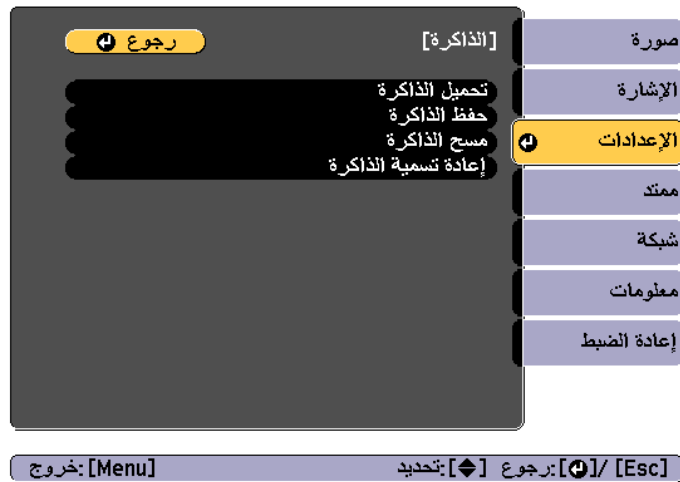 [الذاكرة]
رجوع
تحميل الذاكرة
حفظ الذاكرة
مسح الذاكرة
إعادة تسمية الذاكرة
صورة
الإشارة
الإعدادات
ممتد
شبكة
معلومات
إعادة الضبط
[Esc] /[⏎]:رجوع [◆]:تحديد [Menu]:خروج